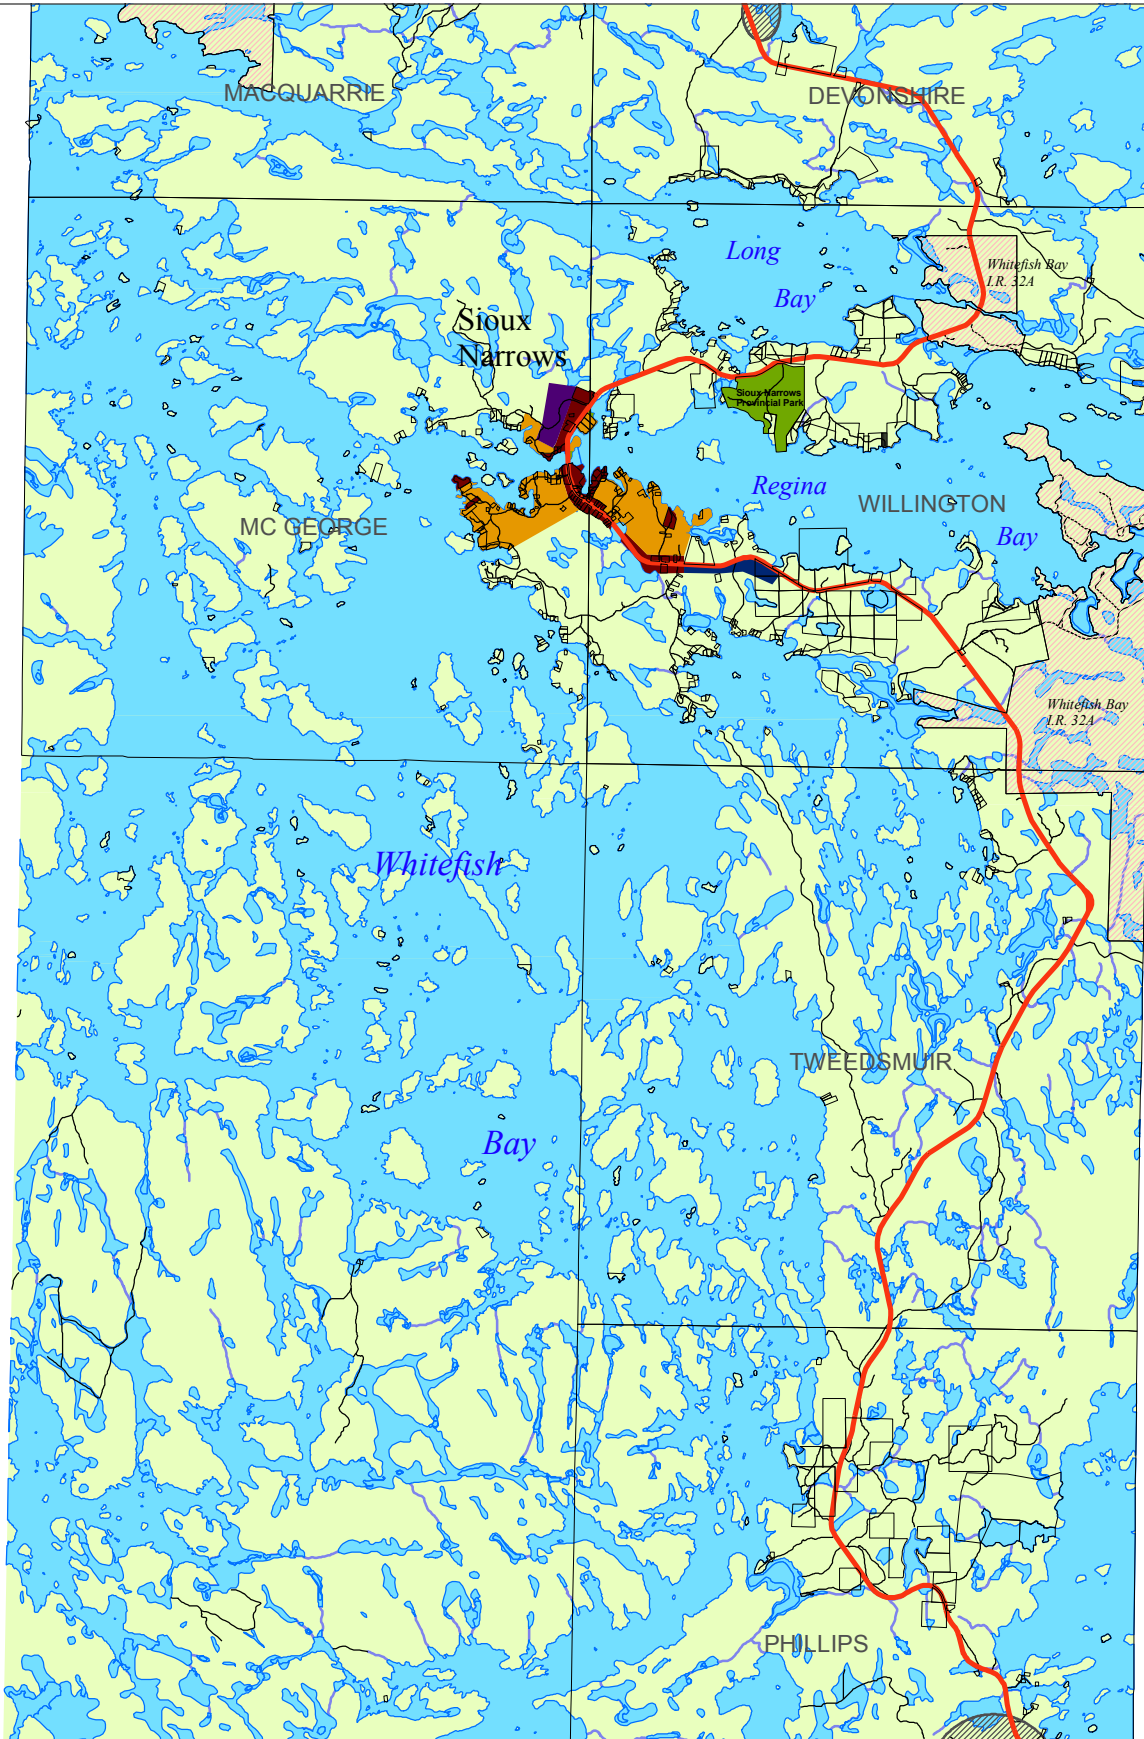 MACQUARRIE
DEVONSHIRE
Long
Bay
Whitefish Bay
I.R. 32A
Sioux
Narrows
Sioux Narrows
Provincial Park
Regina
Bay
WILLINGTON
MC GEORGE
Whitefish Bay
I.R. 32A
Whitefish
Bay
TWEEDSMUIR
PHILLIPS